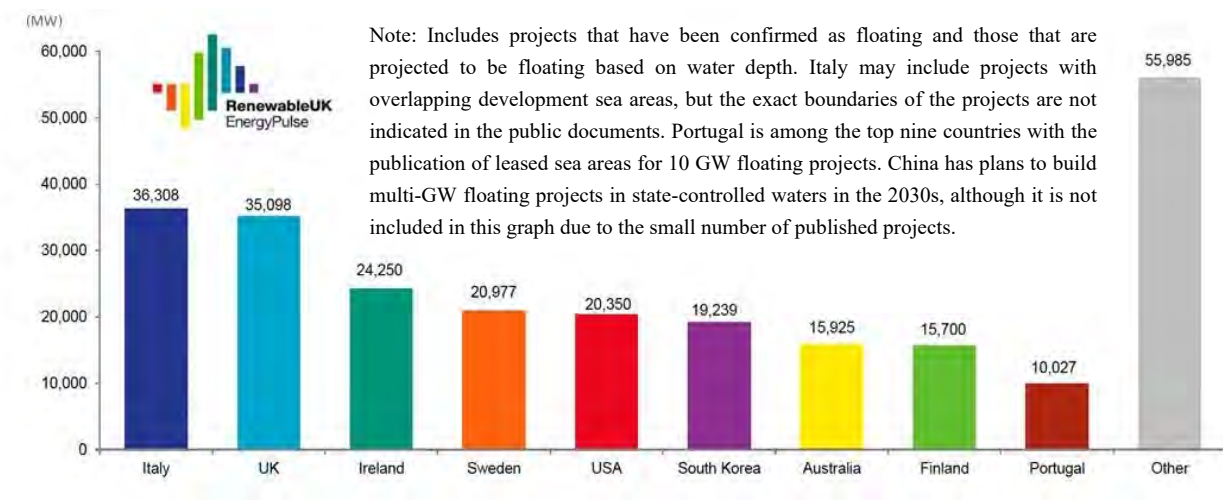 (MW)
60,000
50,000
40,000
30,000
20,000
10,000
0
RenewableUK
EnergyPulse
Note: Includes projects that have been confirmed as floating and those that are
projected to be floating based on water depth. Italy may include projects with
overlapping development sea areas, but the exact boundaries of the projects are not
indicated in the public documents. Portugal is among the top nine countries with the
publication of leased sea areas for 10 GW floating projects. China has plans to build
multi-GW floating projects in state-controlled waters in the 2030s, although it is not
included in this graph due to the small number of published projects.
36,308
35,098
24,250
20,977
20,350
19,239
15,925
15,700
10,027
55,985
Italy
UK
Ireland
Sweden
USA
South Korea
Australia
Finland
Portugal
Other